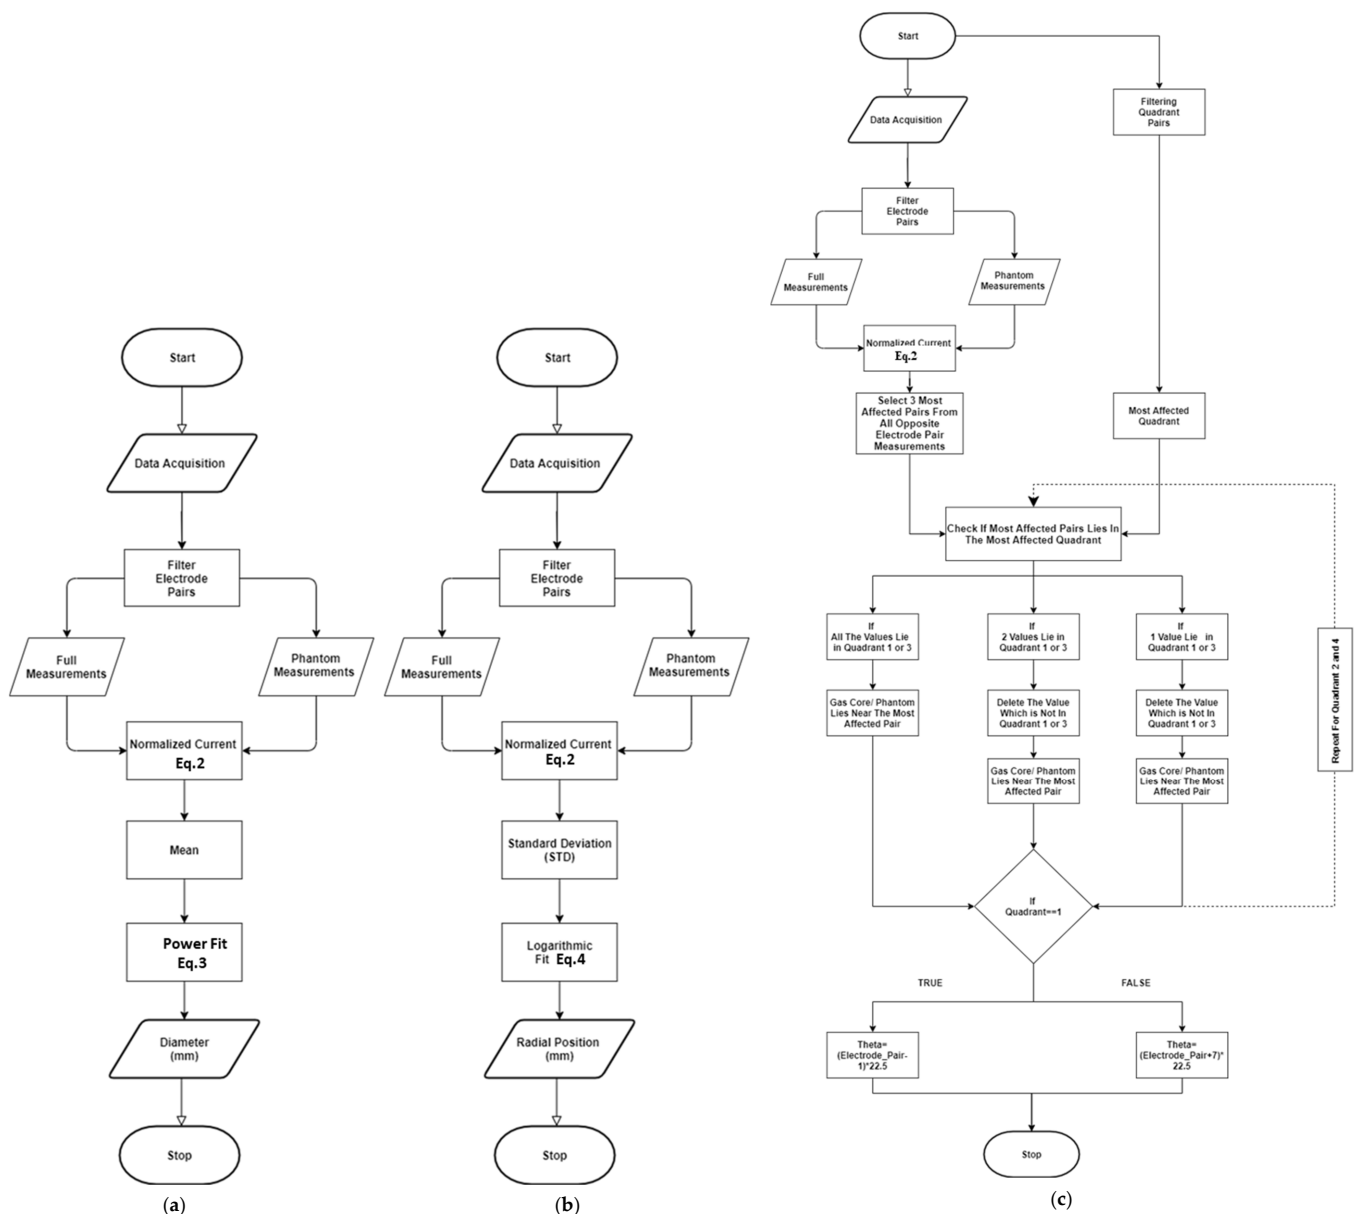 Start
Data Acquisition
Filter
Electrode
Pairs
Full
Measurements
Phantom
Measurements
Normalized Current
Eq.2
Mean
Power Fit
Eq.3
Diameter
(mm)
Stop
(a)
Start
Data Acquisition
Filter
Electrode
Pairs
Full
Measurements
Phantom
Measurements
Normalized Current
Eq.2
Standard Deviation
(STD)
Logarithmic
Fit Eq.4
Radial Position
(mm)
Stop
(b)
Start
Data Acquisition
Filtering
Quadrant
Pairs
Filter
Electrode
Pairs
Full
Measurements
Phantom
Measurements
Normalized Current
Eq.2
Select 3 Most
Affected Pairs From
All Opposite
Electrode Pair
Measurements
Most Affected
Quadrant
Check If Most Affected Pairs Lies In
The Most Affected Quadrant
If
All The Values Lie
in Quadrant 1 or 3
If
2 Values Lie in
Quadrant 1 or 3
If
1 Value Lie in
Quadrant 1 or 3
Repeat For Quadrant 2 and 4
Gas Core/ Phantom
Lies Near The Most
Affected Pair
Delete The Value
Which is Not In
Quadrant 1 or 3
Delete The Value
Which is Not In
Quadrant 1 or 3
Gas Core/ Phantom
Lies Near The Most
Affected Pair
Gas Core/ Phantom
Lies Near The Most
Affected Pair
If
Quadrant==1
TRUE
FALSE
Theta=
(Electrode_Pair-
1)*22.5
Theta=
(Electrode_Pair+7)*
22.5
Stop
(c)